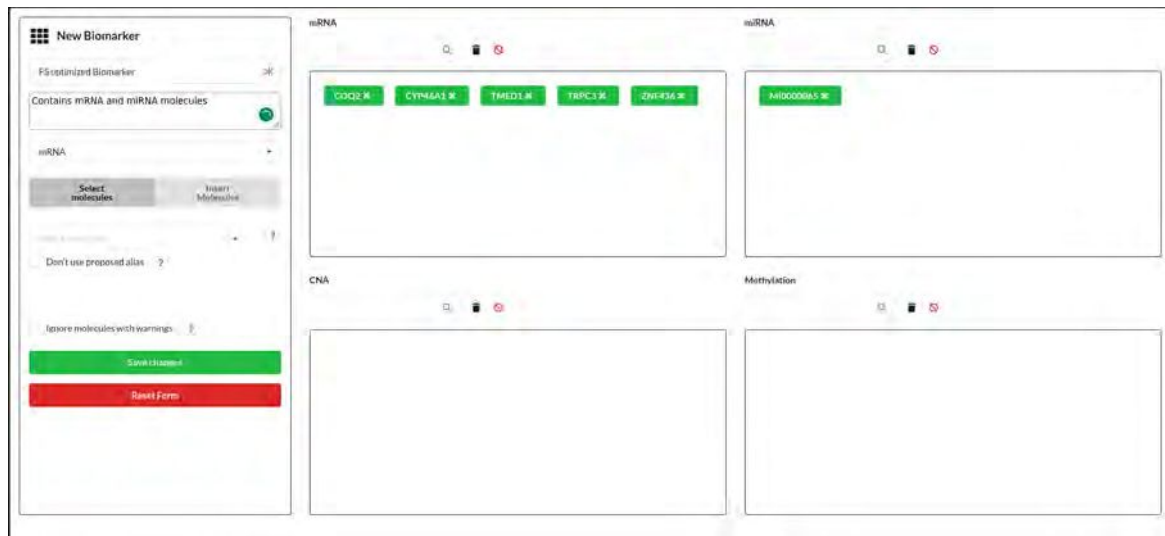 New Biomarker
FS optimized Biomarker
Contains mRNA and miRNA molecules
mRNA
Select
molecules
Insert
Molecules
?
Don't use proposed alias ?
Ignore molecules with warnings ?
Save changes
Reset Form
mRNA
COQ2 CYP46A1 TMED1 TRPC3 ZNF436
miRNA
MI0000065
CNA
Methylation